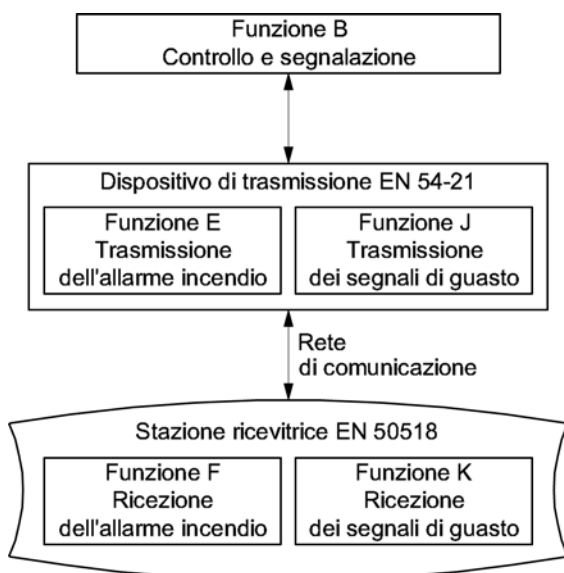 Funzione B
Controllo e segnalazione
Dispositivo di trasmissione EN 54-21
Funzione E
Trasmissione
dell'allarme incendio
Funzione J
Trasmissione
dei segnali di guasto
Rete
di comunicazione
Stazione ricevitrice EN 50518
Funzione F
Ricezione
dell'allarme incendio
Funzione K
Ricezione
dei segnali di guasto